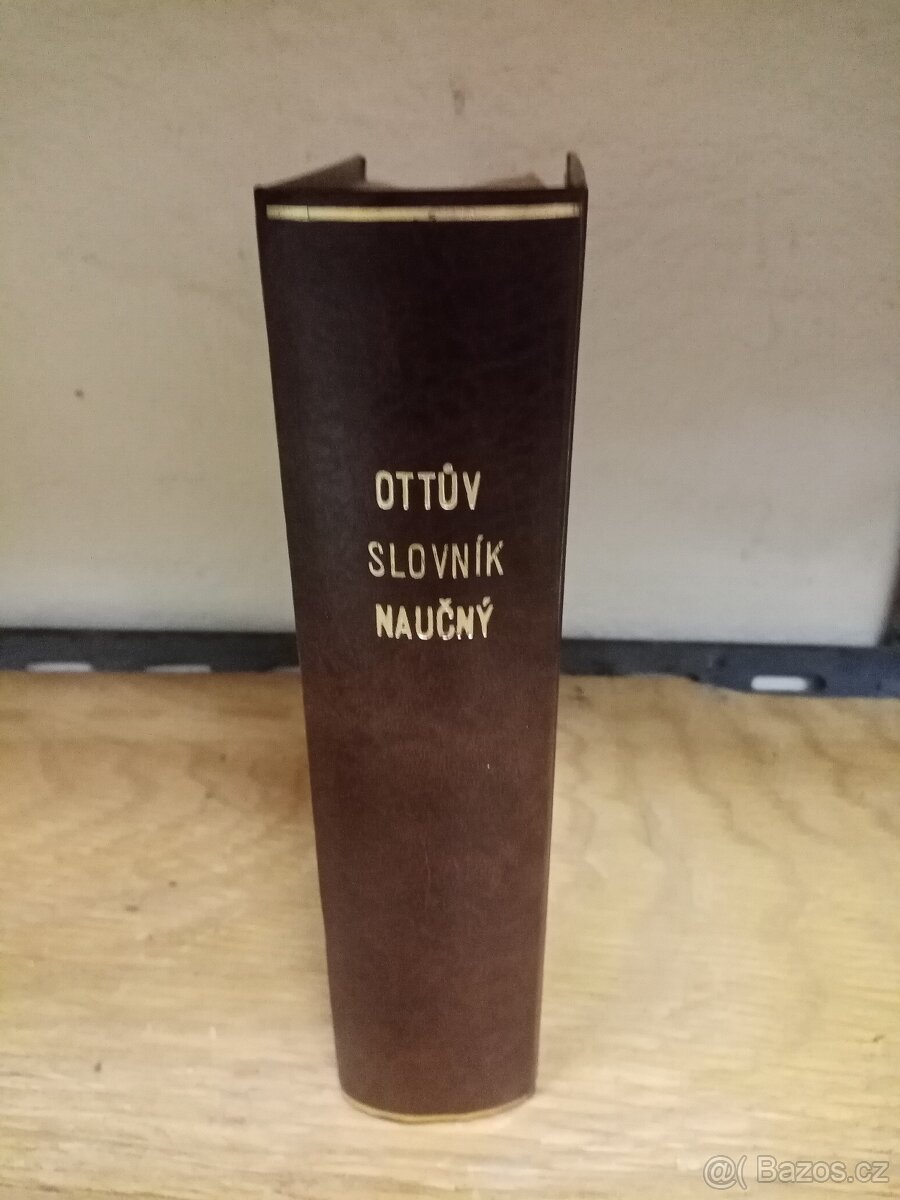 OTTŮV
SLOVNÍK
NAUČNÝ
@( Bazos.cz